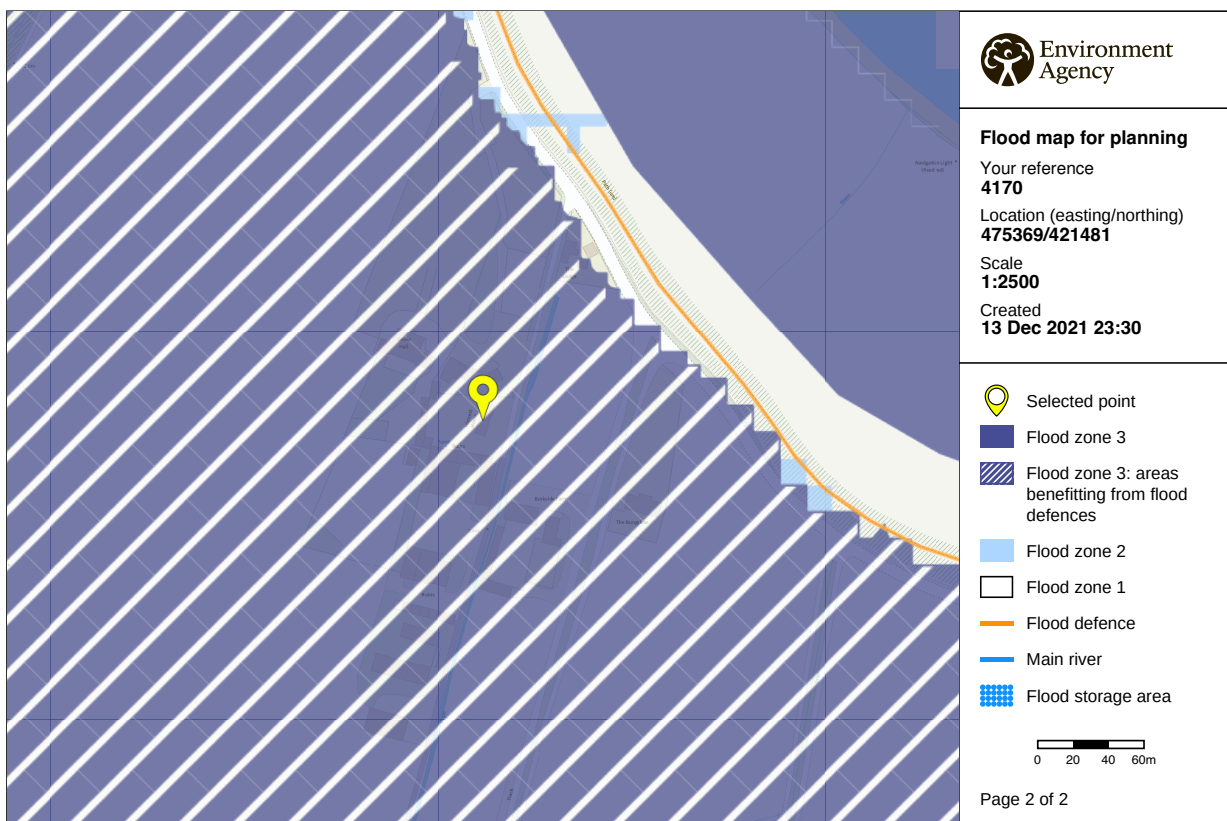 Environment
Agency
Flood map for planning
Your reference
4170
Location (easting/northing)
475369/421481
Scale
1:2500
Created
13 Dec 2021 23:30
Selected point
Flood zone 3
Flood zone 3: areas
benefitting from flood
defences
Flood zone 2
Flood zone 1
Flood defence
Main river
Flood storage area
0 20 40 60m
Page 2 of 2
Path (um)
Track